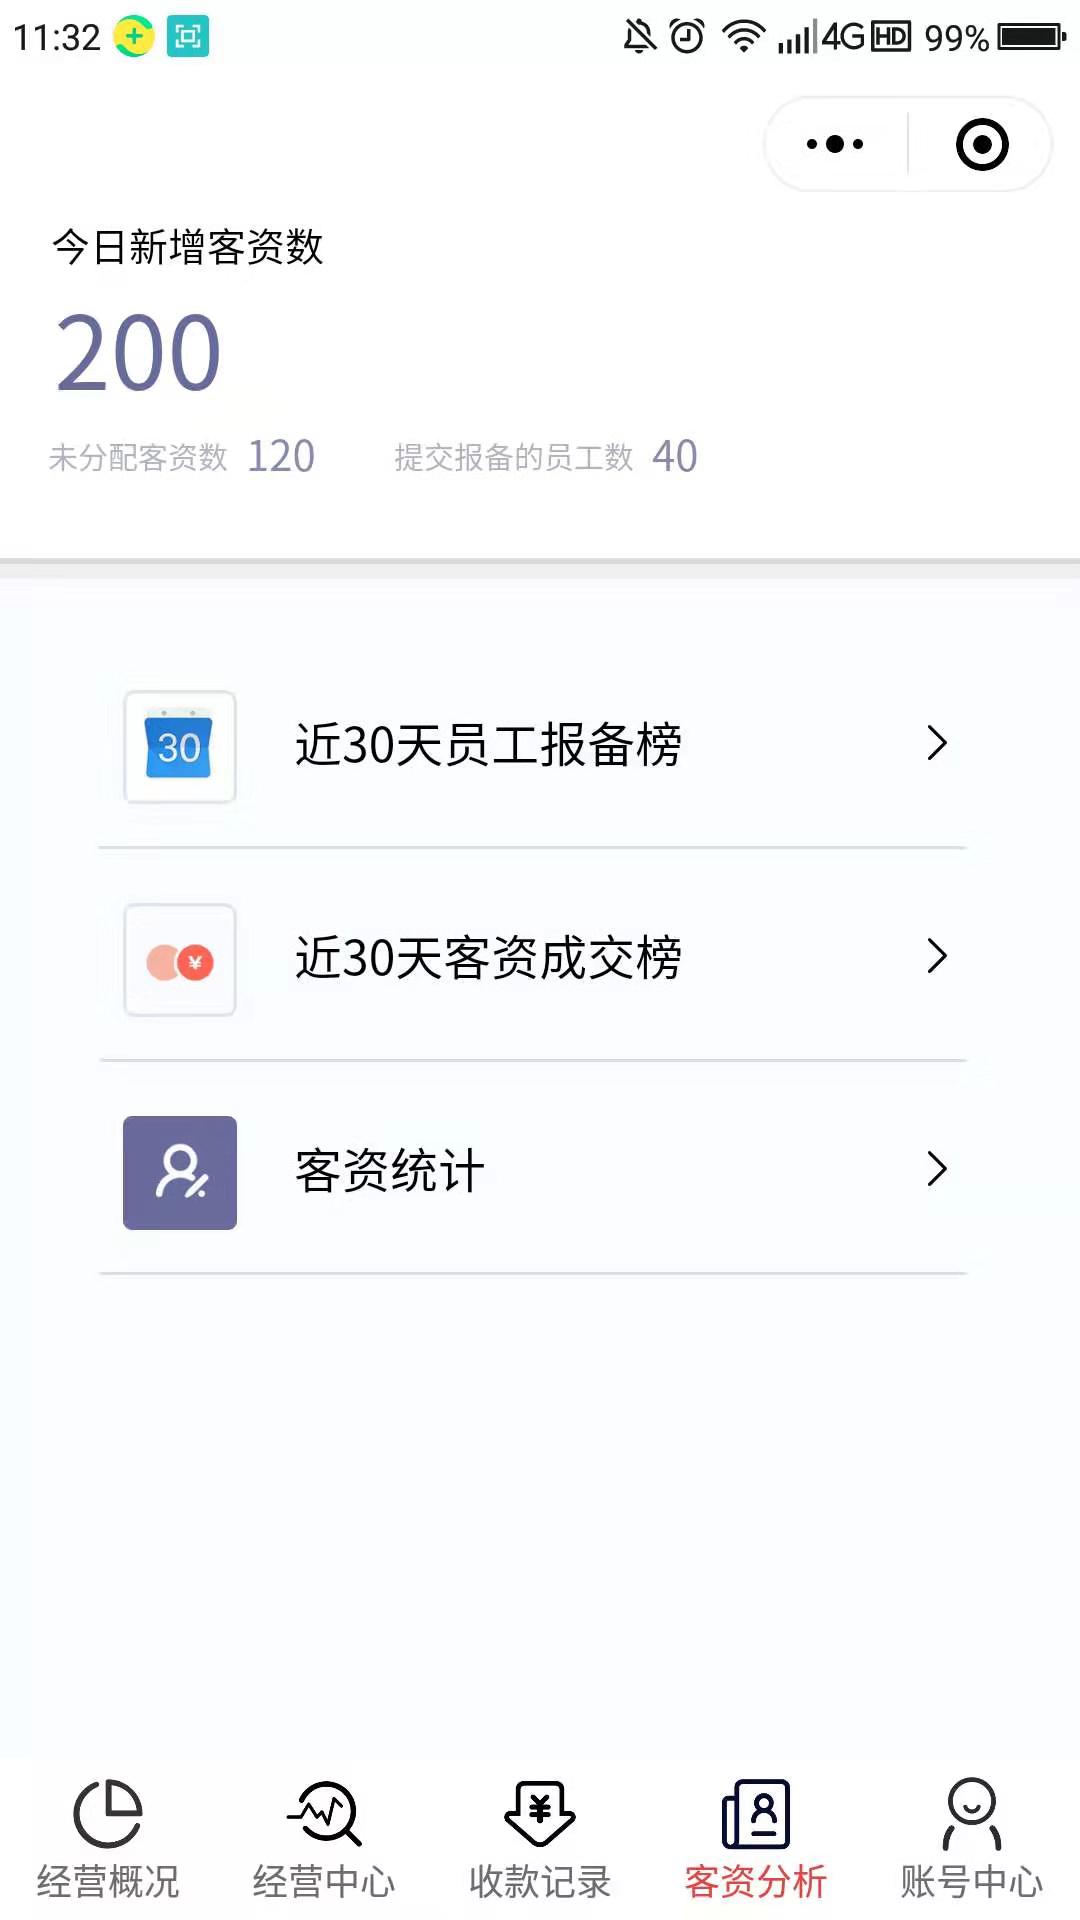 11:32 4G HD 99%
今日新增客资数
200
未分配客资数 120 提交报备的员工数 40
30 近30天员工报备榜
¥ 近30天客资成交榜
客资统计
¥
经营概况 经营中心 收款记录 客资分析 账号中心